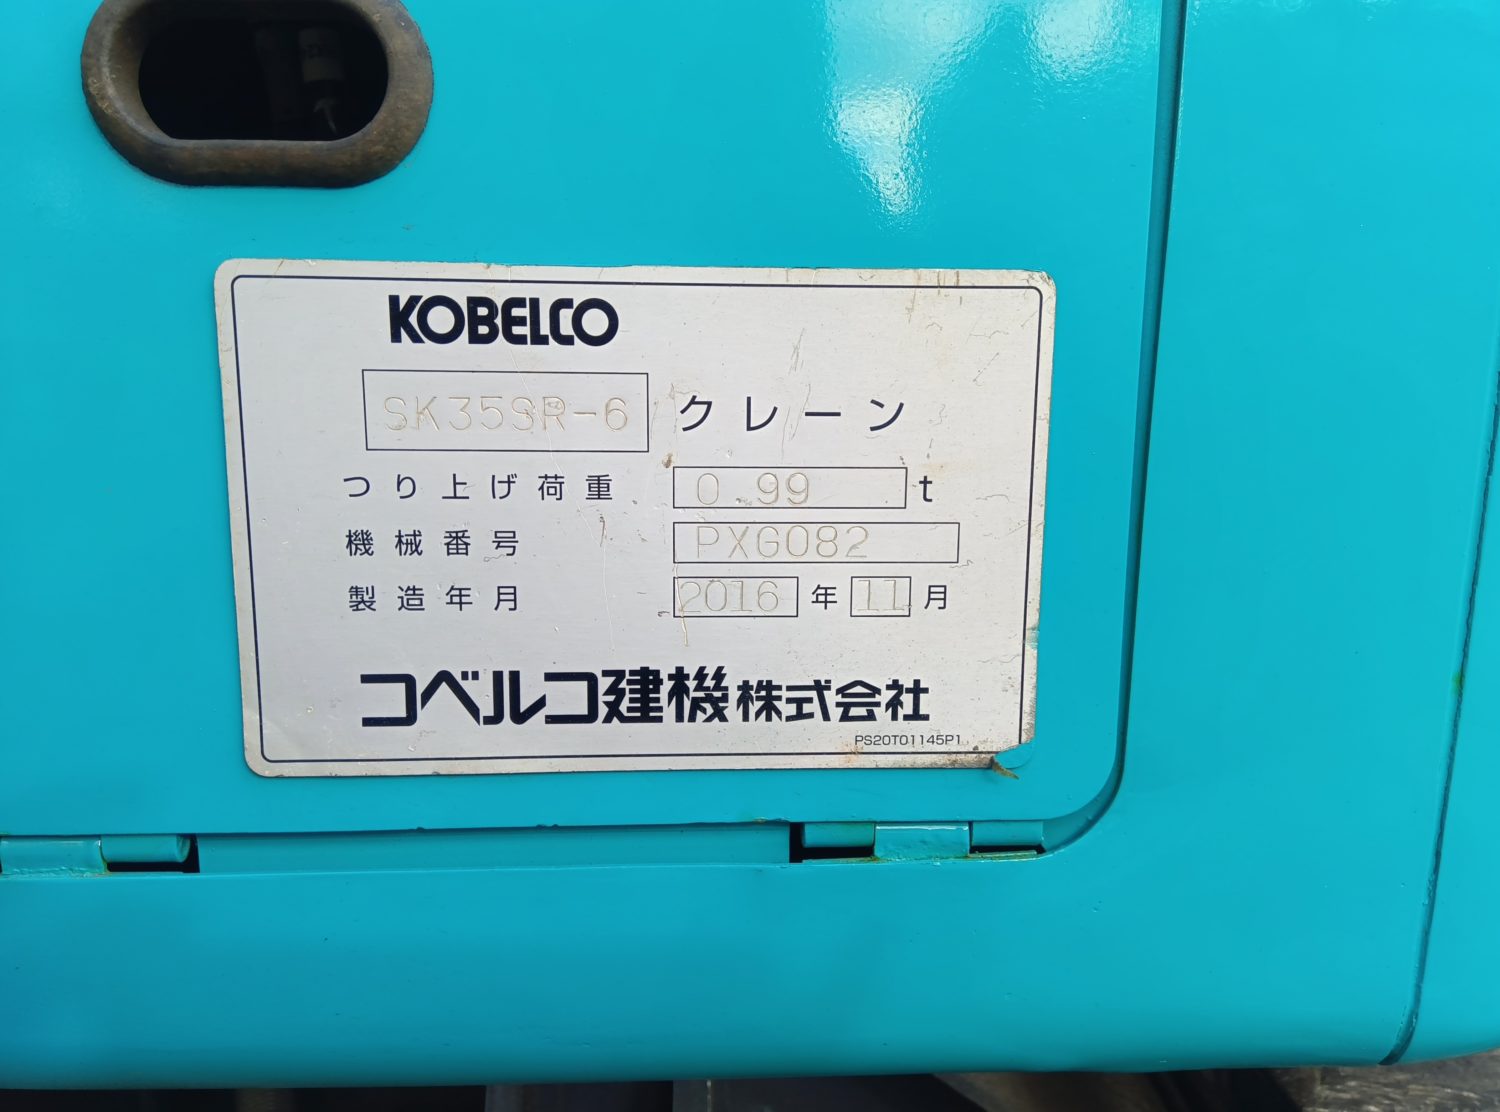 KOBELCO
SK35SR-6 クレーン
つり上げ荷重 0.99 t
機械番号 PXG082
製造年月 2016 年 11 月
コベルコ建機株式会社
PS20T01145P1